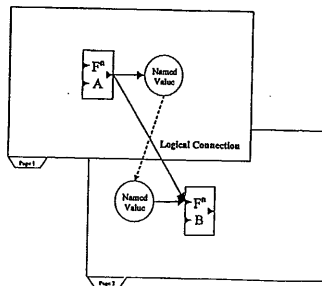 Fⁿ
A
Named
Value
Logical Connection
Page 1
Named
Value
Fⁿ
B
Page 2